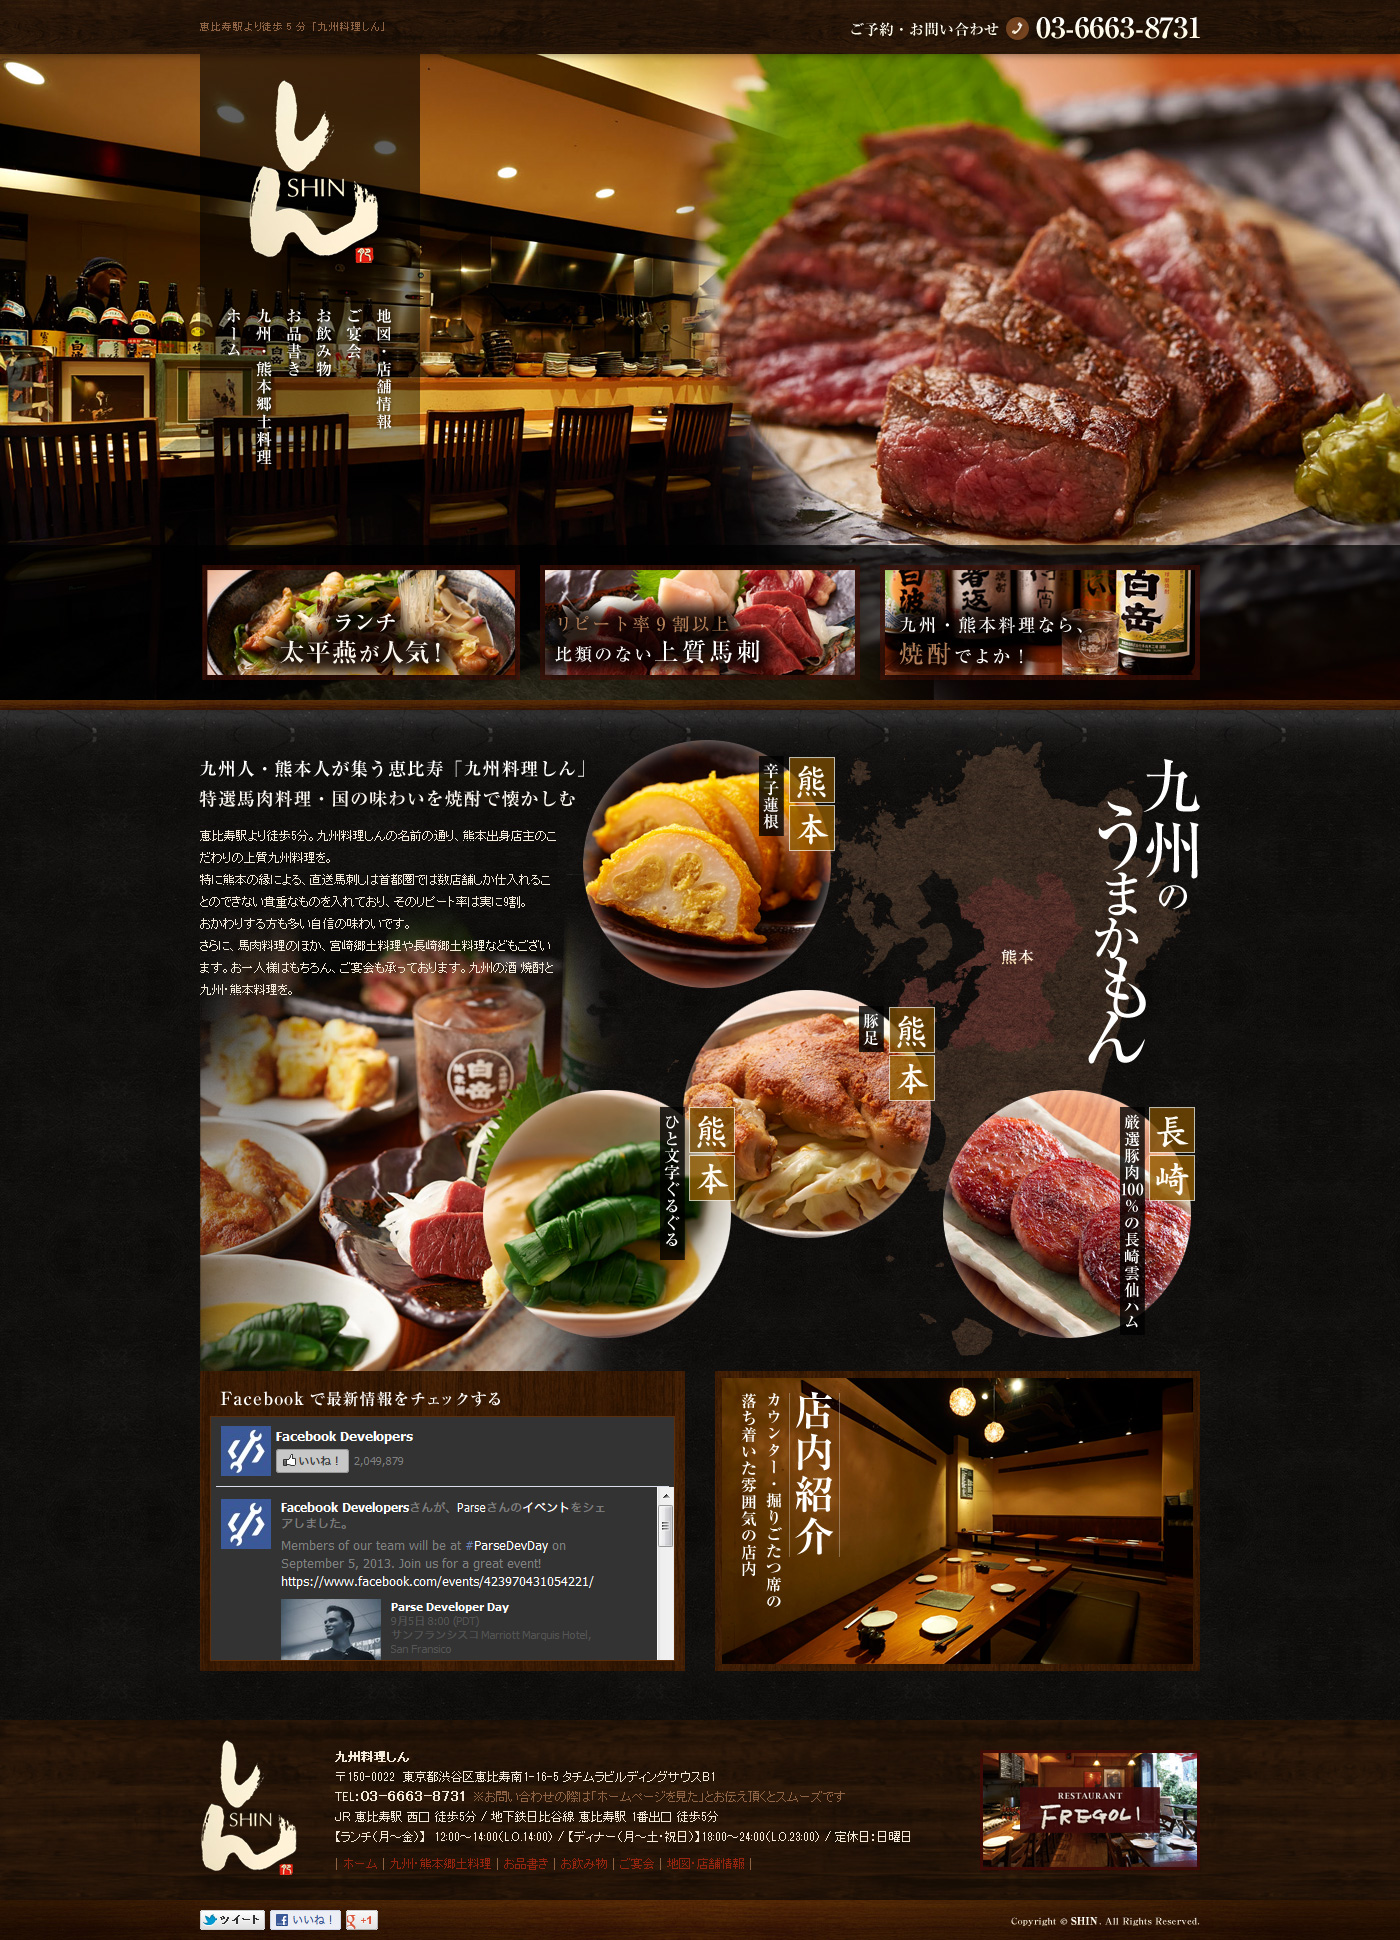 恵比寿駅より徒歩 5 分「九州料理しん」
ご予約・お問い合わせ 03-6663-8731
しん
SHIN
ホーム
九州・熊本郷土料理
お品書き
お飲み物
ご宴会
地図・店舗情報
白岳
ランチ
太平燕が人気！
リピート率９割以上
比類のない上質馬刺
九州・熊本料理なら、
焼酎でよか！
白岳
九州人・熊本人が集う恵比寿「九州料理しん」
特選馬肉料理・国の味わいを焼酎で懐かしむ
恵比寿駅より徒歩5分。九州料理しんの名前の通り、熊本出身店主のこ
だわりの上質九州料理を。
特に熊本の縁による、直送馬刺しは首都圏では数店舗しか仕入れるこ
とのできない貴重なものを入れており、そのリピート率は実に9割。
おかわりする方も多い自信の味わいです。
さらに、馬肉料理のほか、宮崎郷土料理や長崎郷土料理などもござい
ます。お一人様はもちろん、ご宴会も承っております。九州の酒 焼酎と
九州・熊本料理を。
九州の
うまかもん
熊本
辛子蓮根
熊本
豚足
熊本
ひと文字ぐるぐる
長崎
厳選豚肉100％の長崎雲仙ハム
熊本
白岳
Facebook で最新情報をチェックする
Facebook Developers
いいね！ 2,049,879
Facebook Developersさんが、Parseさんのイベントをシェ
アしました。
Members of our team will be at #ParseDevDay on
September 5, 2013. Join us for a great event!
https://www.facebook.com/events/423970431054221/
Parse Developer Day
9月5日 8:00 (PDT)
サンフランシスコ Marriott Marquis Hotel,
San Fransico
店内紹介
カウンター・掘りごたつ席の
落ち着いた雰囲気の店内
しん
SHIN
九州料理しん
〒150-0022 東京都渋谷区恵比寿南1-16-5 タチムラビルディングサウスB1
TEL:03-6663-8731 ※お問い合わせの際は「ホームページを見た」とお伝え頂くとスムーズです
JR 恵比寿駅 西口 徒歩5分 / 地下鉄日比谷線 恵比寿駅 1番出口 徒歩5分
【ランチ（月～金）】 12:00～14:00（L.O.14:00） / 【ディナー（月～土・祝日）】18:00～24:00（L.O.23:00） / 定休日：日曜日
| ホーム | 九州・熊本郷土料理 | お品書き | お飲み物 | ご宴会 | 地図・店舗情報 |
RESTAURANT
FREGOLI
ツイート
いいね！
g +1
Copyright © SHIN. All Rights Reserved.